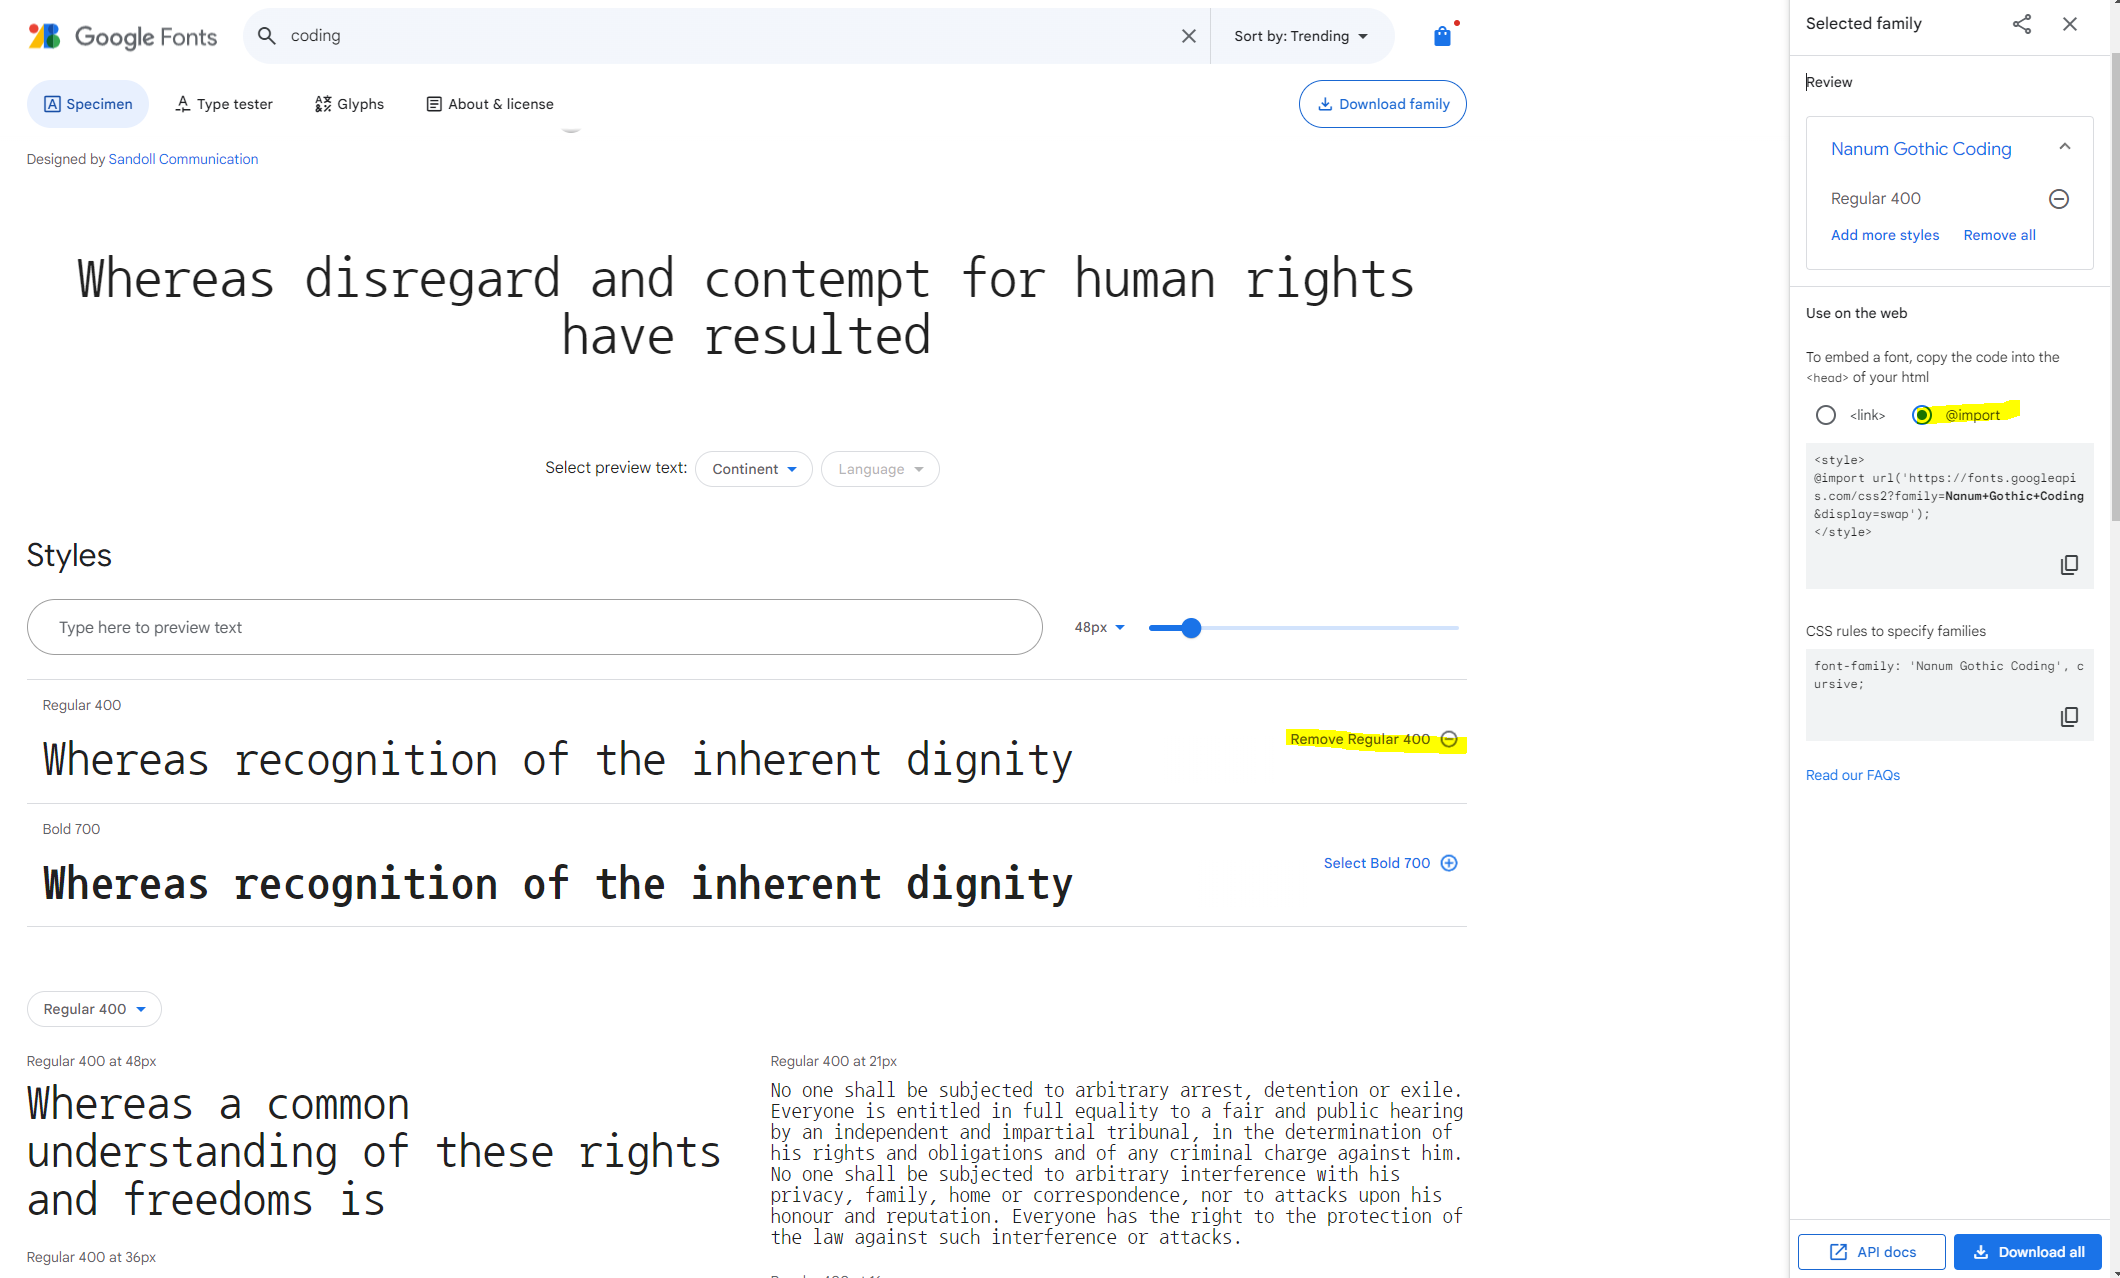 Google Fonts
coding
Sort by: Trending
Specimen
Type tester
Glyphs
About & license
Download family
Designed by Sandoll Communication
Whereas disregard and contempt for human rights
have resulted
Select preview text:
Continent
Language
Styles
Type here to preview text
48px
Regular 400
Whereas recognition of the inherent dignity
Remove Regular 400
Bold 700
Whereas recognition of the inherent dignity
Select Bold 700
Regular 400
Regular 400 at 48px
Whereas a common
understanding of these rights
and freedoms is
Regular 400 at 36px
Regular 400 at 21px
No one shall be subjected to arbitrary arrest, detention or exile.
Everyone is entitled in full equality to a fair and public hearing
by an independent and impartial tribunal, in the determination of
his rights and obligations and of any criminal charge against him.
No one shall be subjected to arbitrary interference with his
privacy, family, home or correspondence, nor to attacks upon his
honour and reputation. Everyone has the right to the protection of
the law against such interference or attacks.
Selected family
Review
Nanum Gothic Coding
Regular 400
Add more styles
Remove all
Use on the web
To embed a font, copy the code into the
<head> of your html
<link>
@import
<style>
@import url('https://fonts.googleapi
s.com/css2?family=Nanum+Gothic+Coding
&display=swap');
</style>
CSS rules to specify families
font-family: 'Nanum Gothic Coding', c
ursive;
Read our FAQs
API docs
Download all